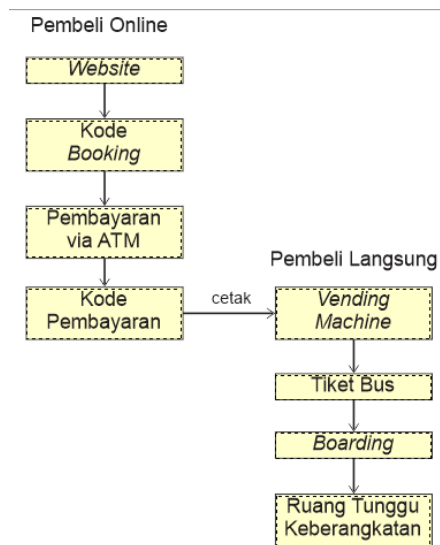 Pembeli Online
Website
Kode
Booking
Pembayaran
via ATM
Kode
Pembayaran
cetak
Pembeli Langsung
Vending
Machine
Tiket Bus
Boarding
Ruang Tunggu
Keberangkatan